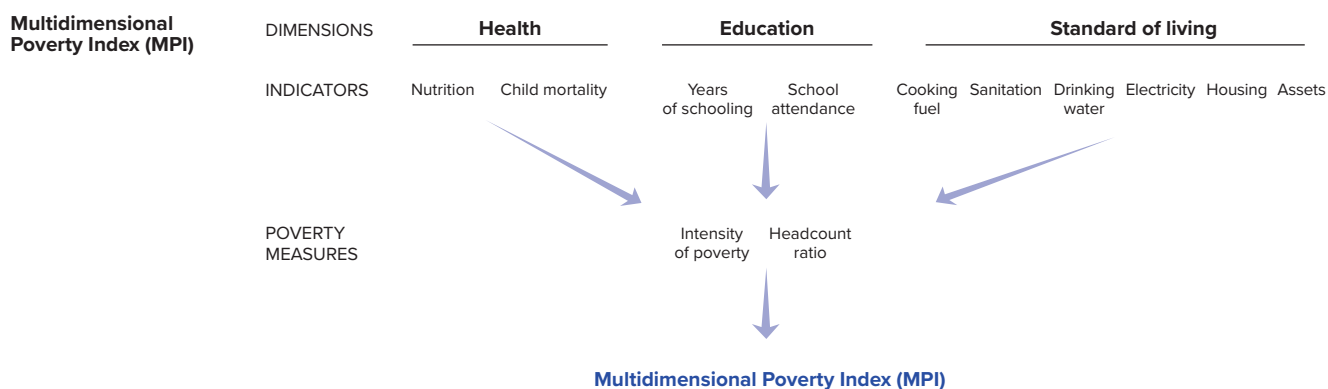 Multidimensional
Poverty Index (MPI)
DIMENSIONS
Health
Education
Standard of living
INDICATORS
Nutrition
Child mortality
Years
of schooling
School
attendance
Cooking
fuel
Sanitation
Drinking
water
Electricity
Housing
Assets
POVERTY
MEASURES
Intensity
of poverty
Headcount
ratio
Multidimensional Poverty Index (MPI)